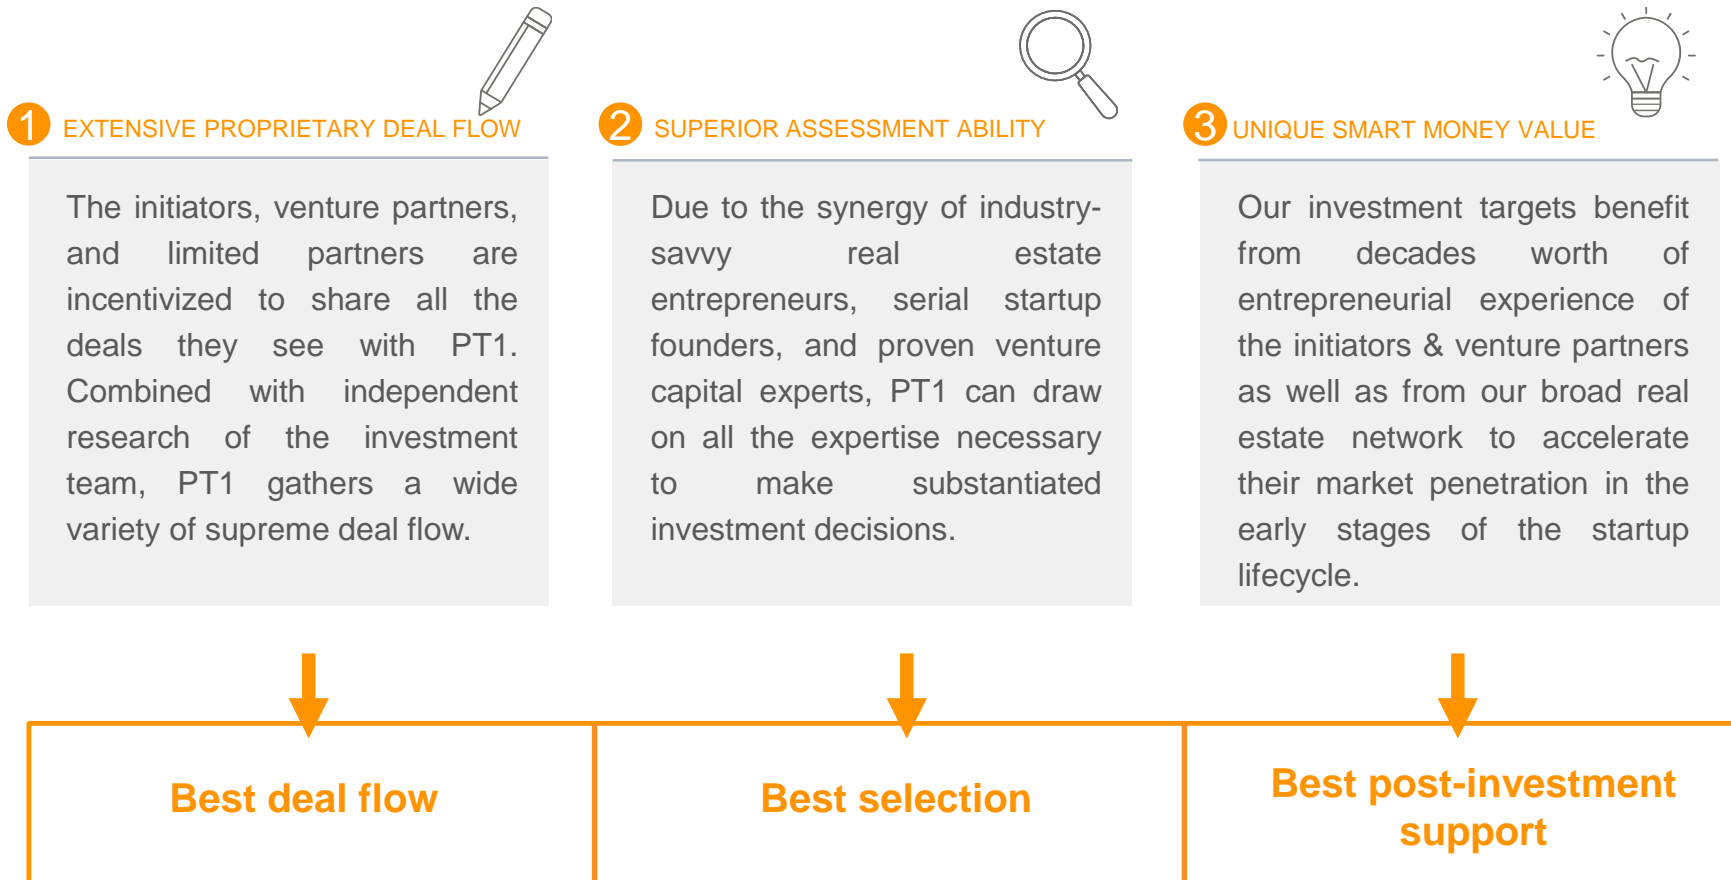 1 EXTENSIVE PROPRIETARY DEAL FLOW
The initiators, venture partners,
and limited partners are
incentivized to share all the
deals they see with PT1.
Combined with independent
research of the investment
team, PT1 gathers a wide
variety of supreme deal flow.
Best deal flow
2 SUPERIOR ASSESSMENT ABILITY
Due to the synergy of industry-
savvy real estate
entrepreneurs, serial startup
founders, and proven venture
capital experts, PT1 can draw
on all the expertise necessary
to make substantiated
investment decisions.
Best selection
3 UNIQUE SMART MONEY VALUE
Our investment targets benefit
from decades worth of
entrepreneurial experience of
the initiators & venture partners
as well as from our broad real
estate network to accelerate
their market penetration in the
early stages of the startup
lifecycle.
Best post-investment
support